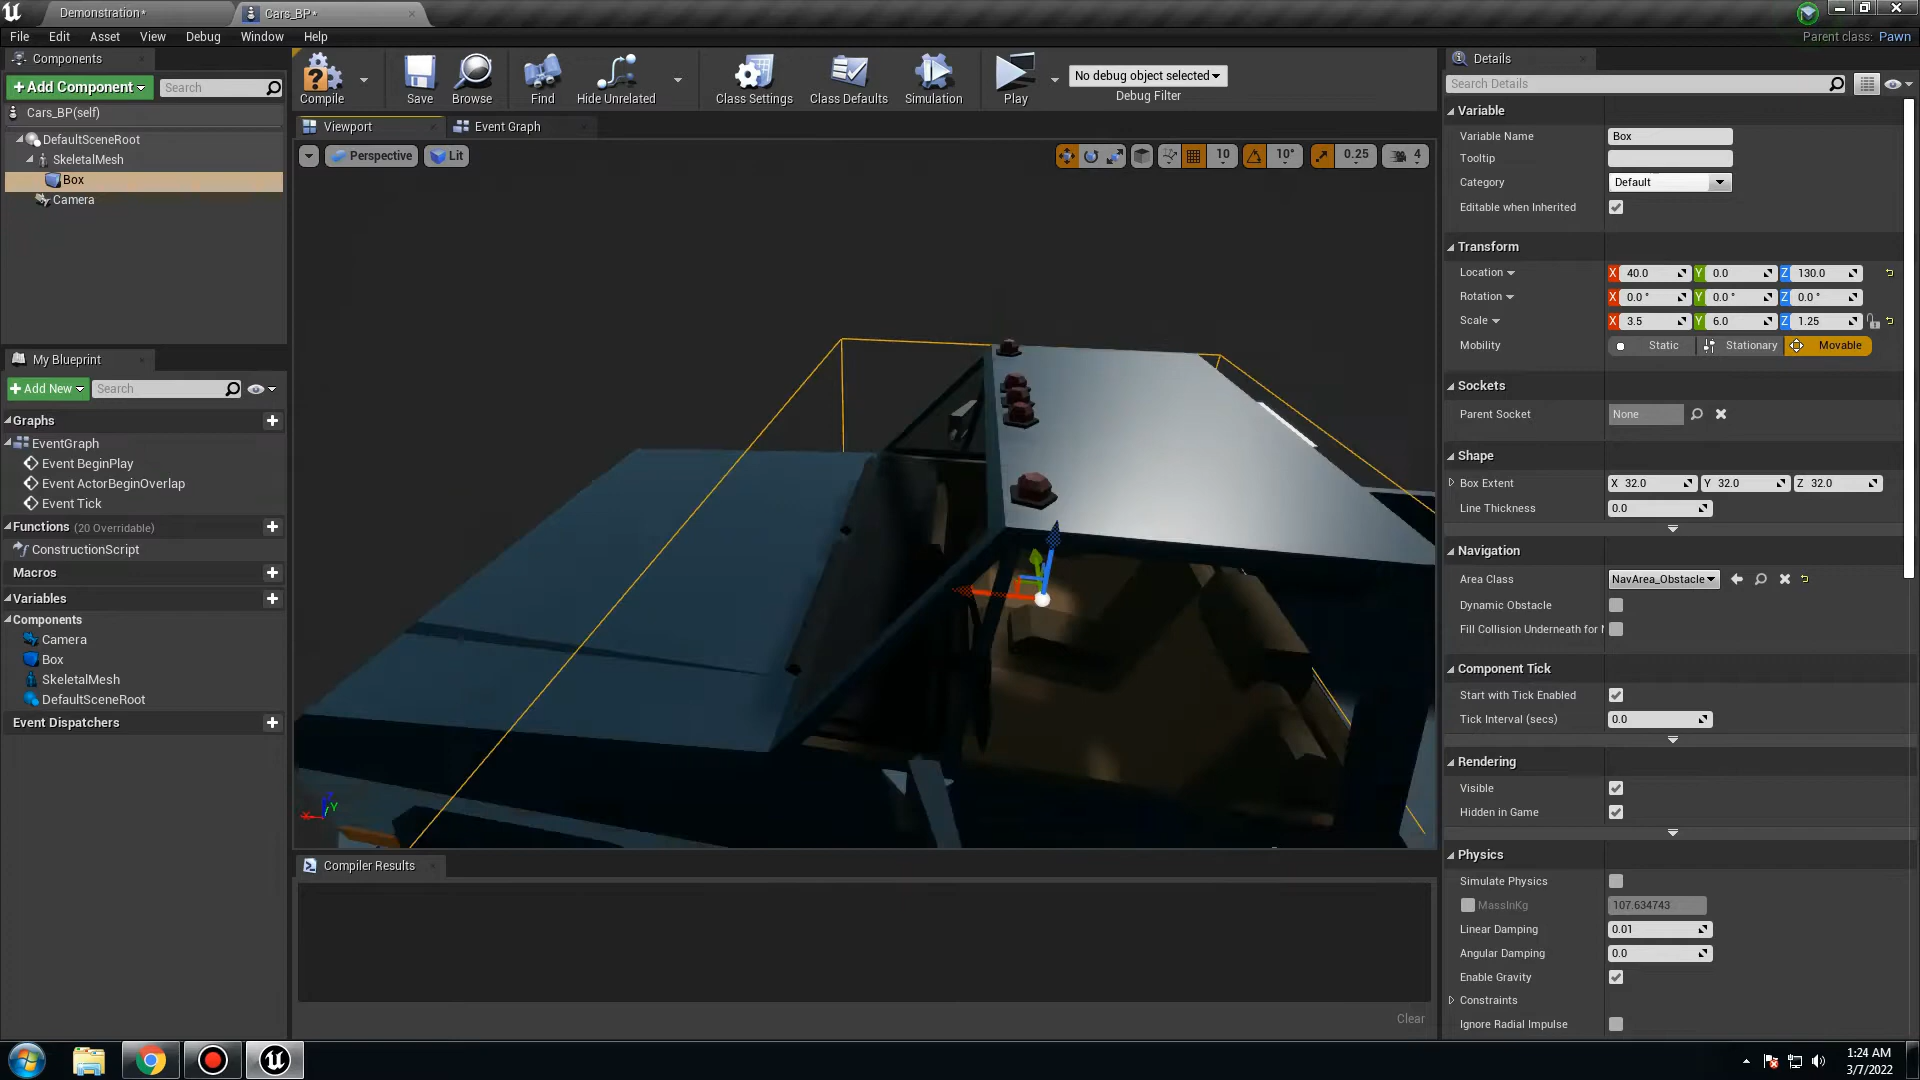 Demonstration*
Cars_BP*
File Edit Asset View Debug Window Help
Parent class: Pawn
Components
+Add Component
Search
Cars_BP(self)
DefaultSceneRoot
SkeletalMesh
Box
Camera
My Blueprint
+Add New
Search
Graphs
EventGraph
Event BeginPlay
Event ActorBeginOverlap
Event Tick
Functions (20 Overridable)
ConstructionScript
Macros
Variables
Components
Camera
Box
SkeletalMesh
DefaultSceneRoot
Event Dispatchers
Compile
Save
Browse
Find
Hide Unrelated
Class Settings
Class Defaults
Simulation
Play
No debug object selected
Debug Filter
Viewport
Event Graph
Perspective
Lit
10
10°
0.25
4
X
Z
Y
Compiler Results
Clear
Details
Search Details
Variable
Variable Name Box
Tooltip
Category Default
Editable when Inherited
Transform
Location X 40.0 Y 0.0 Z 130.0
Rotation X 0.0 ° Y 0.0 ° Z 0.0 °
Scale X 3.5 Y 6.0 Z 1.25
Mobility Static Stationary Movable
Sockets
Parent Socket None
Shape
Box Extent X 32.0 Y 32.0 Z 32.0
Line Thickness 0.0
Navigation
Area Class NavArea_Obstacle
Dynamic Obstacle
Fill Collision Underneath for
Component Tick
Start with Tick Enabled
Tick Interval (secs) 0.0
Rendering
Visible
Hidden in Game
Physics
Simulate Physics
MassInKg 107.634743
Linear Damping 0.01
Angular Damping 0.0
Enable Gravity
Constraints
Ignore Radial Impulse
1:24 AM
3/7/2022